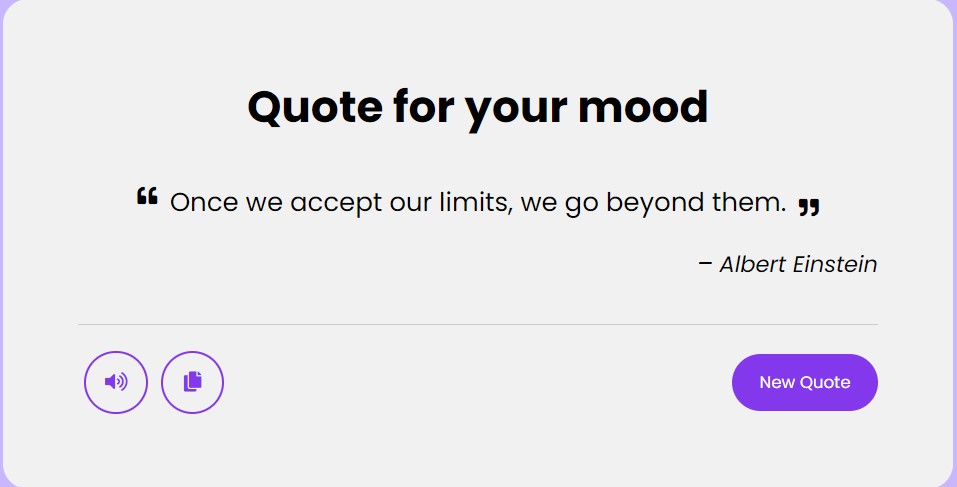 Quote for your mood
❝ Once we accept our limits, we go beyond them. ❞
– Albert Einstein
New Quote